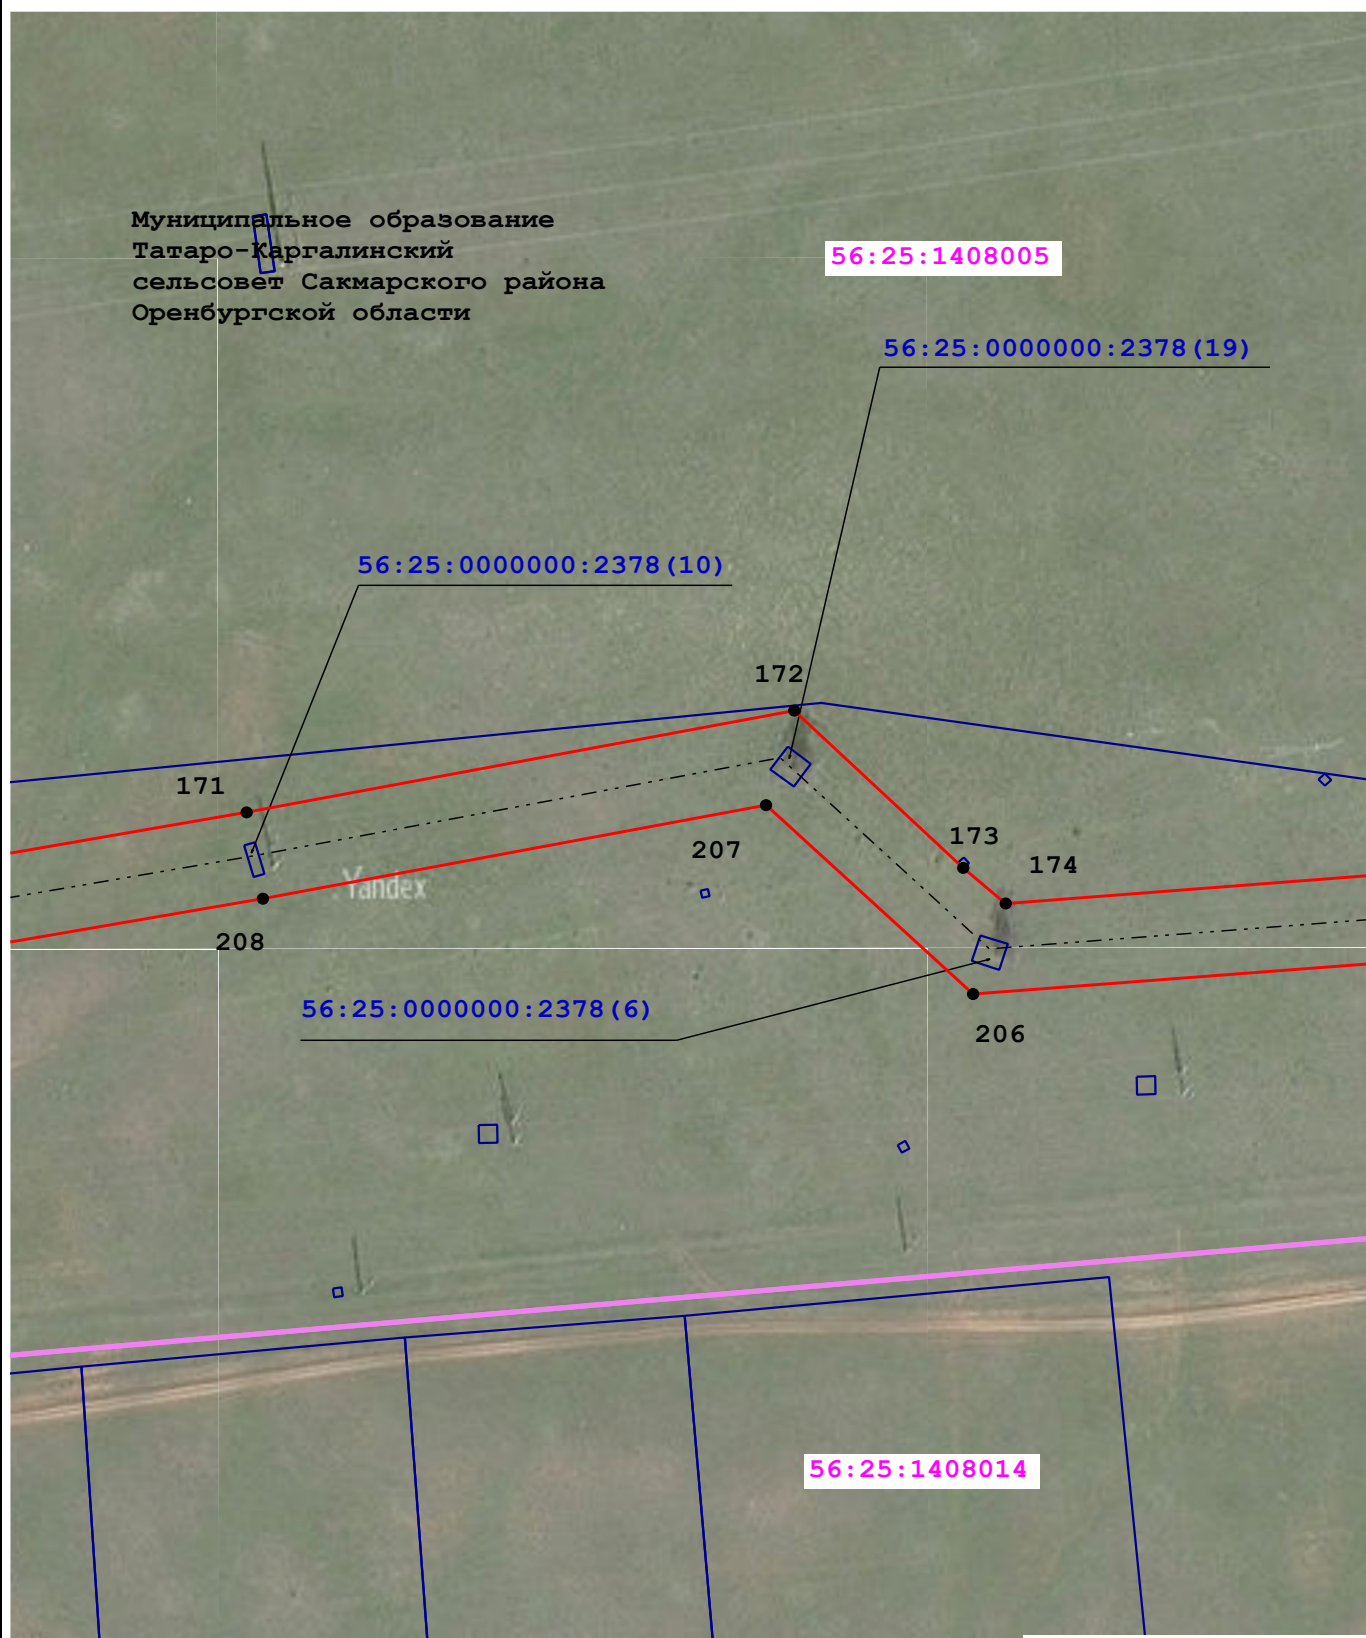 Муниципальное образование
Татаро-Каргалинский
сельсовет Сакмарского района
Оренбургской области
56:25:1408005
56:25:0000000:2378(19)
56:25:0000000:2378(10)
172
171
173
207
174
Yandex
208
56:25:0000000:2378(6)
206
56:25:1408014